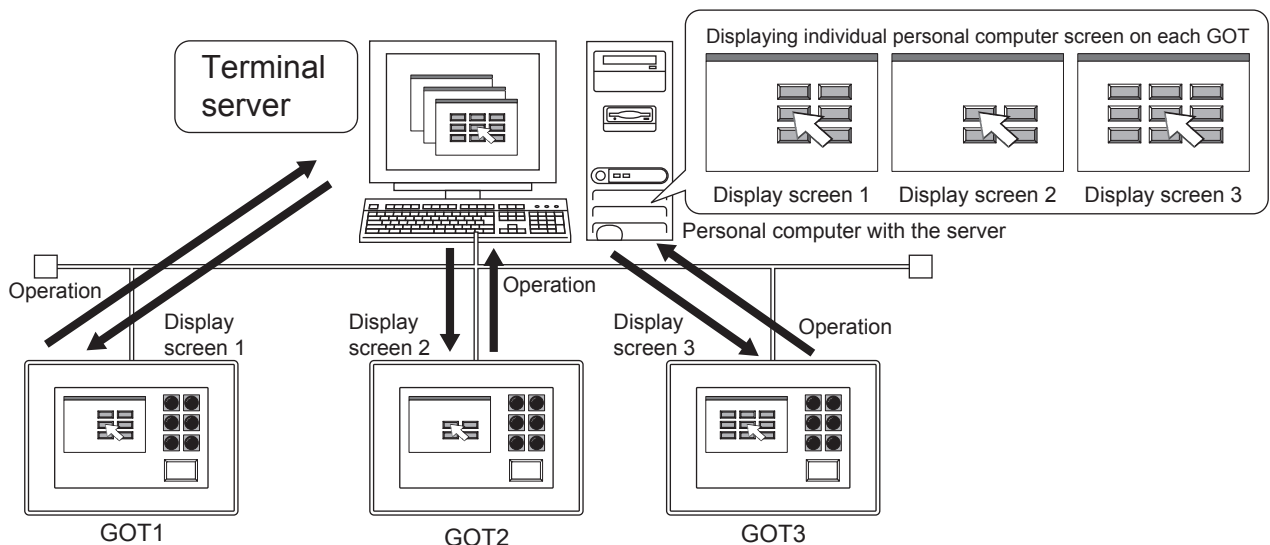 Terminal
server
Displaying individual personal computer screen on each GOT
Display screen 1
Display screen 2
Display screen 3
Personal computer with the server
Operation
Display
screen 1
Display
screen 2
Operation
Display
screen 3
Operation
GOT1
GOT2
GOT3